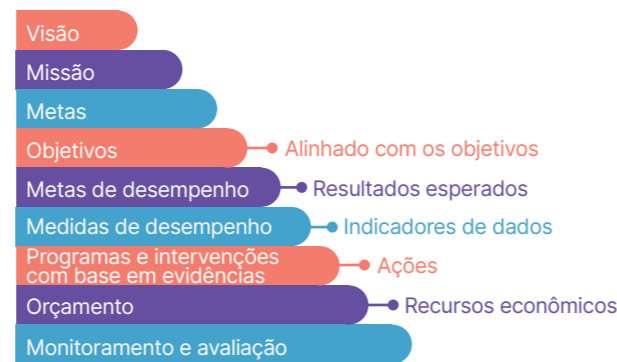 Visão
Missão
Metas
Objetivos
Alinhado com os objetivos
Metas de desempenho
Resultados esperados
Medidas de desempenho
Indicadores de dados
Programas e intervenções
com base em evidências
Ações
Orçamento
Recursos econômicos
Monitoramento e avaliação